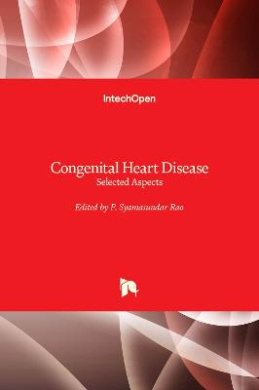 IntechOpen
Congenital Heart Disease
Selected Aspects
Edited by P. Syamasundar Rao